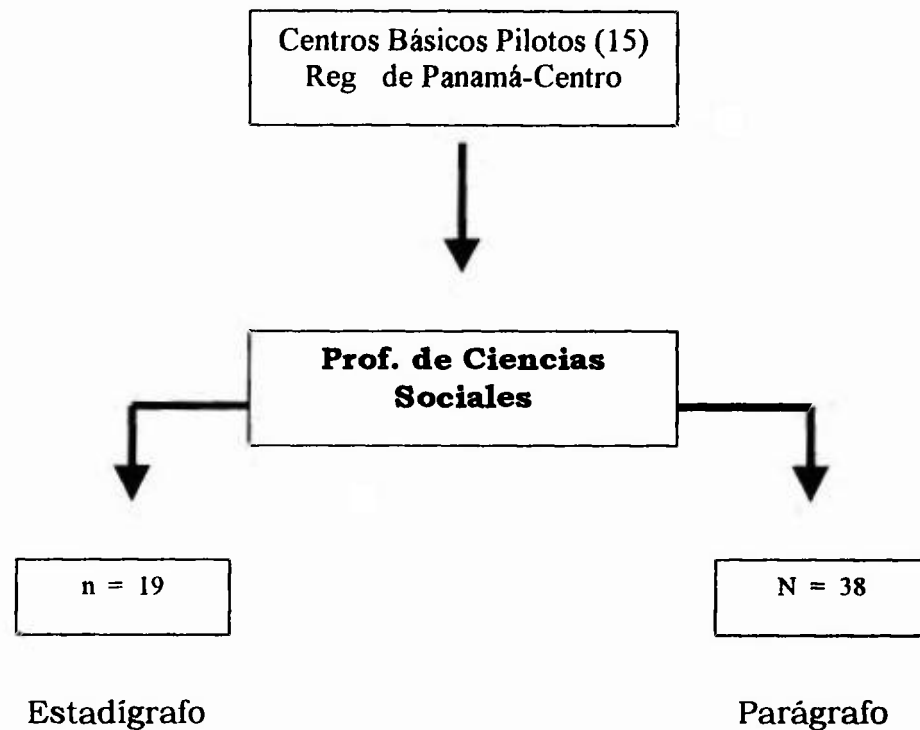 Centros Básicos Pilotos (15)
Reg de Panamá-Centro
Prof. de Ciencias
Sociales
n = 19
N = 38
Estadígrafo
Parágrafo